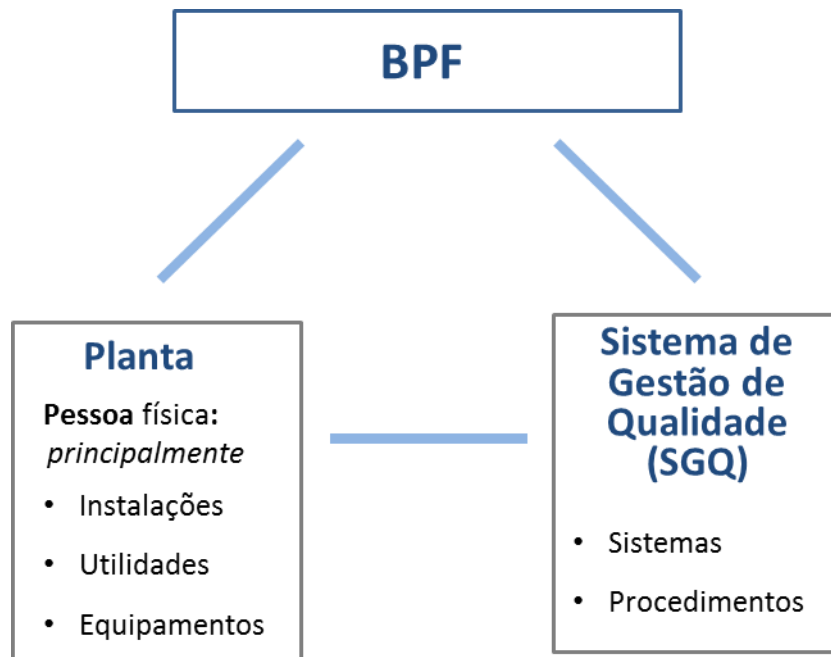 BPF
Planta
Pessoa física:
principalmente
• Instalações
• Utilidades
• Equipamentos
Sistema de
Gestão de
Qualidade
(SGQ)
• Sistemas
• Procedimentos